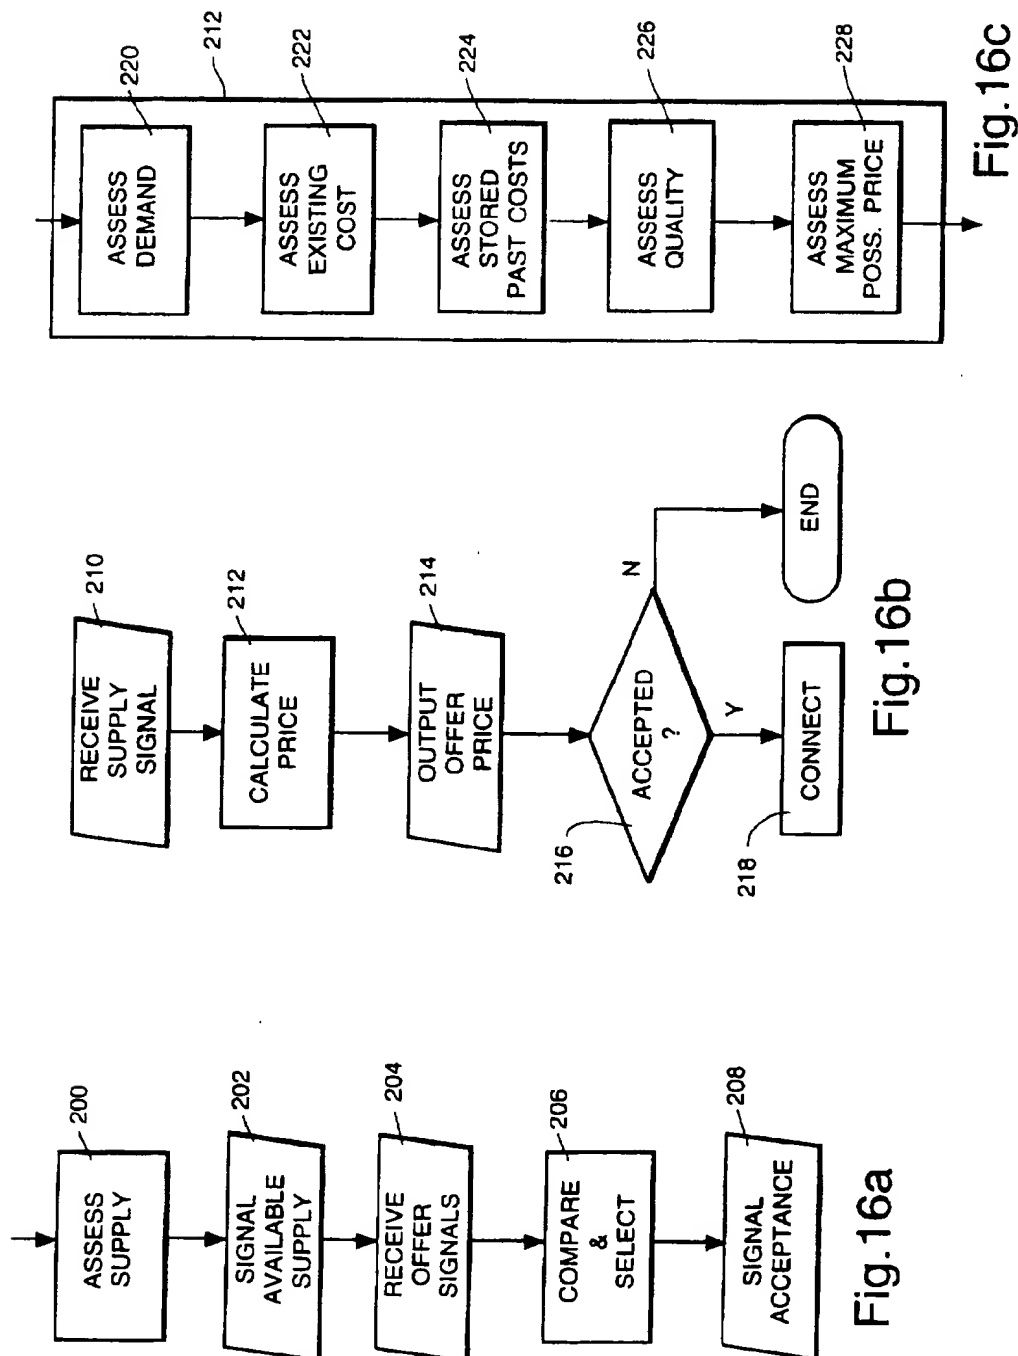 200
ASSESS
SUPPLY
202
SIGNAL
AVAILABLE
SUPPLY
204
RECEIVE
OFFER
SIGNALS
206
COMPARE
&
SELECT
208
SIGNAL
ACCEPTANCE
Fig.16a
210
RECEIVE
SUPPLY
SIGNAL
212
CALCULATE
PRICE
214
OUTPUT
OFFER
PRICE
216
ACCEPTED
?
N
Y
218
CONNECT
END
Fig.16b
212
220
ASSESS
DEMAND
222
ASSESS
EXISTING
COST
224
ASSESS
STORED
PAST COSTS
226
ASSESS
QUALITY
228
ASSESS
MAXIMUM
POSS. PRICE
Fig.16c